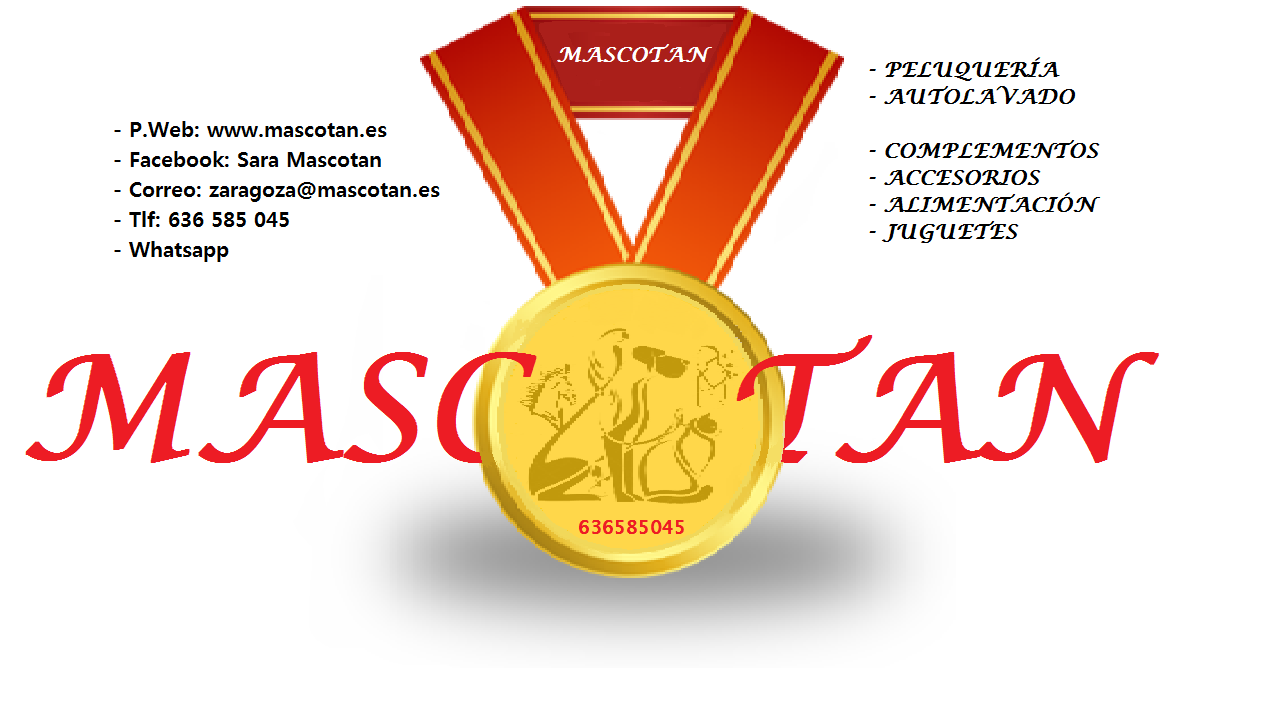 MASCOTAN
- P.Web: www.mascotan.es
- Facebook: Sara Mascotan
- Correo: zaragoza@mascotan.es
- Tlf: 636 585 045
- Whatsapp
- PELUQUERÍA
- AUTOLAVADO
- COMPLEMENTOS
- ACCESORIOS
- ALIMENTACIÓN
- JUGUETES
MASC TAN
636585045